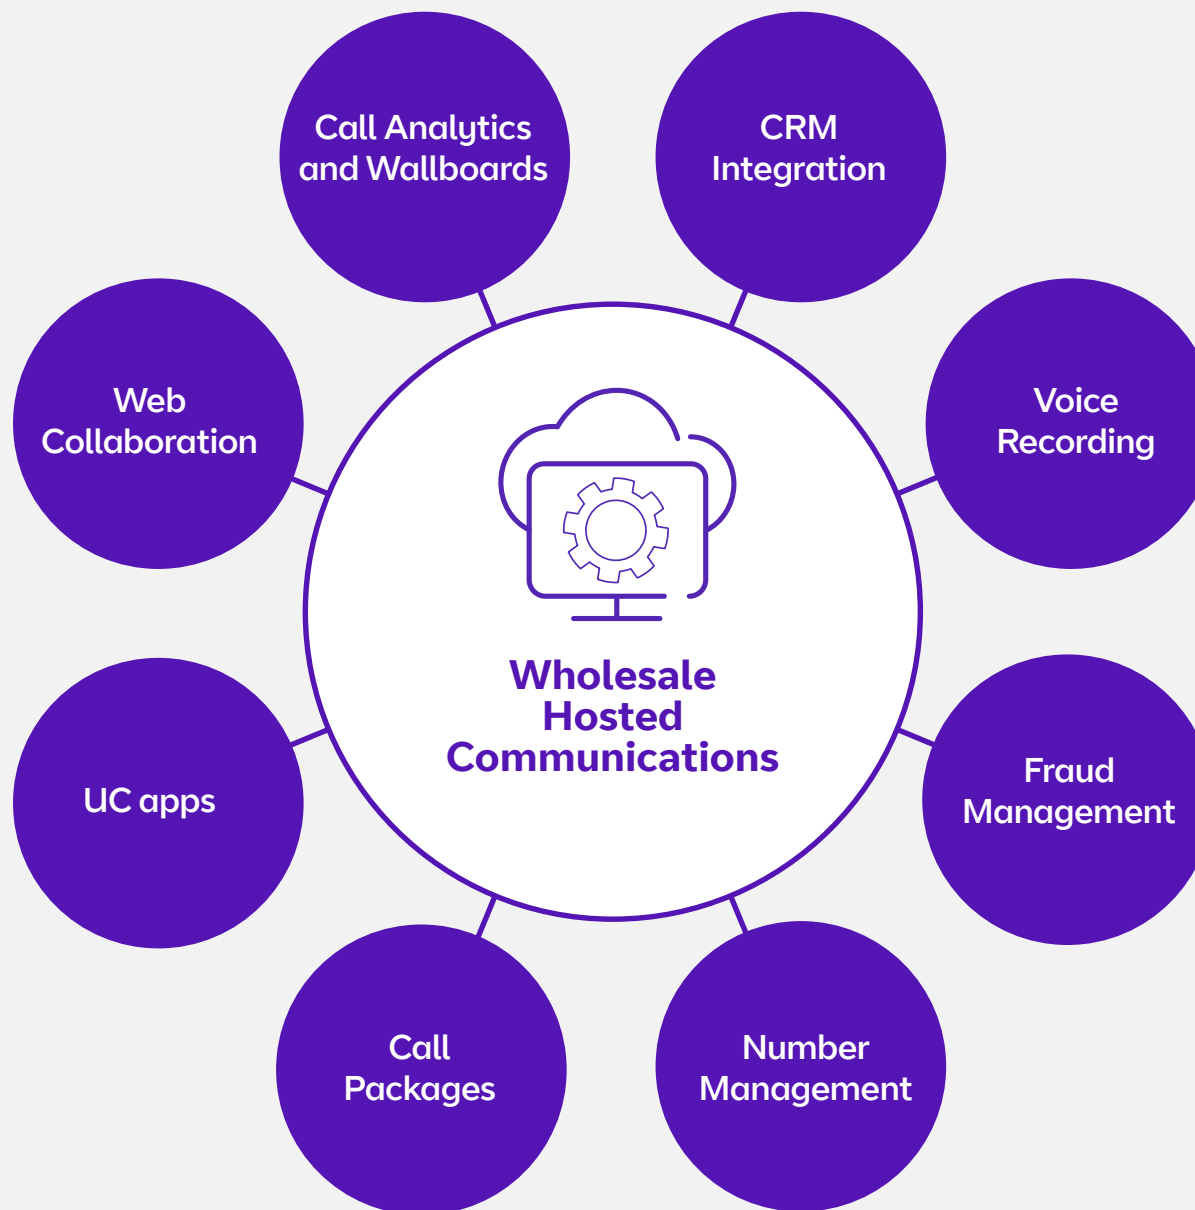 Call Analytics
and Wallboards
CRM
Integration
Web
Collaboration
Voice
Recording
Wholesale
Hosted
Communications
UC apps
Fraud
Management
Call
Packages
Number
Management